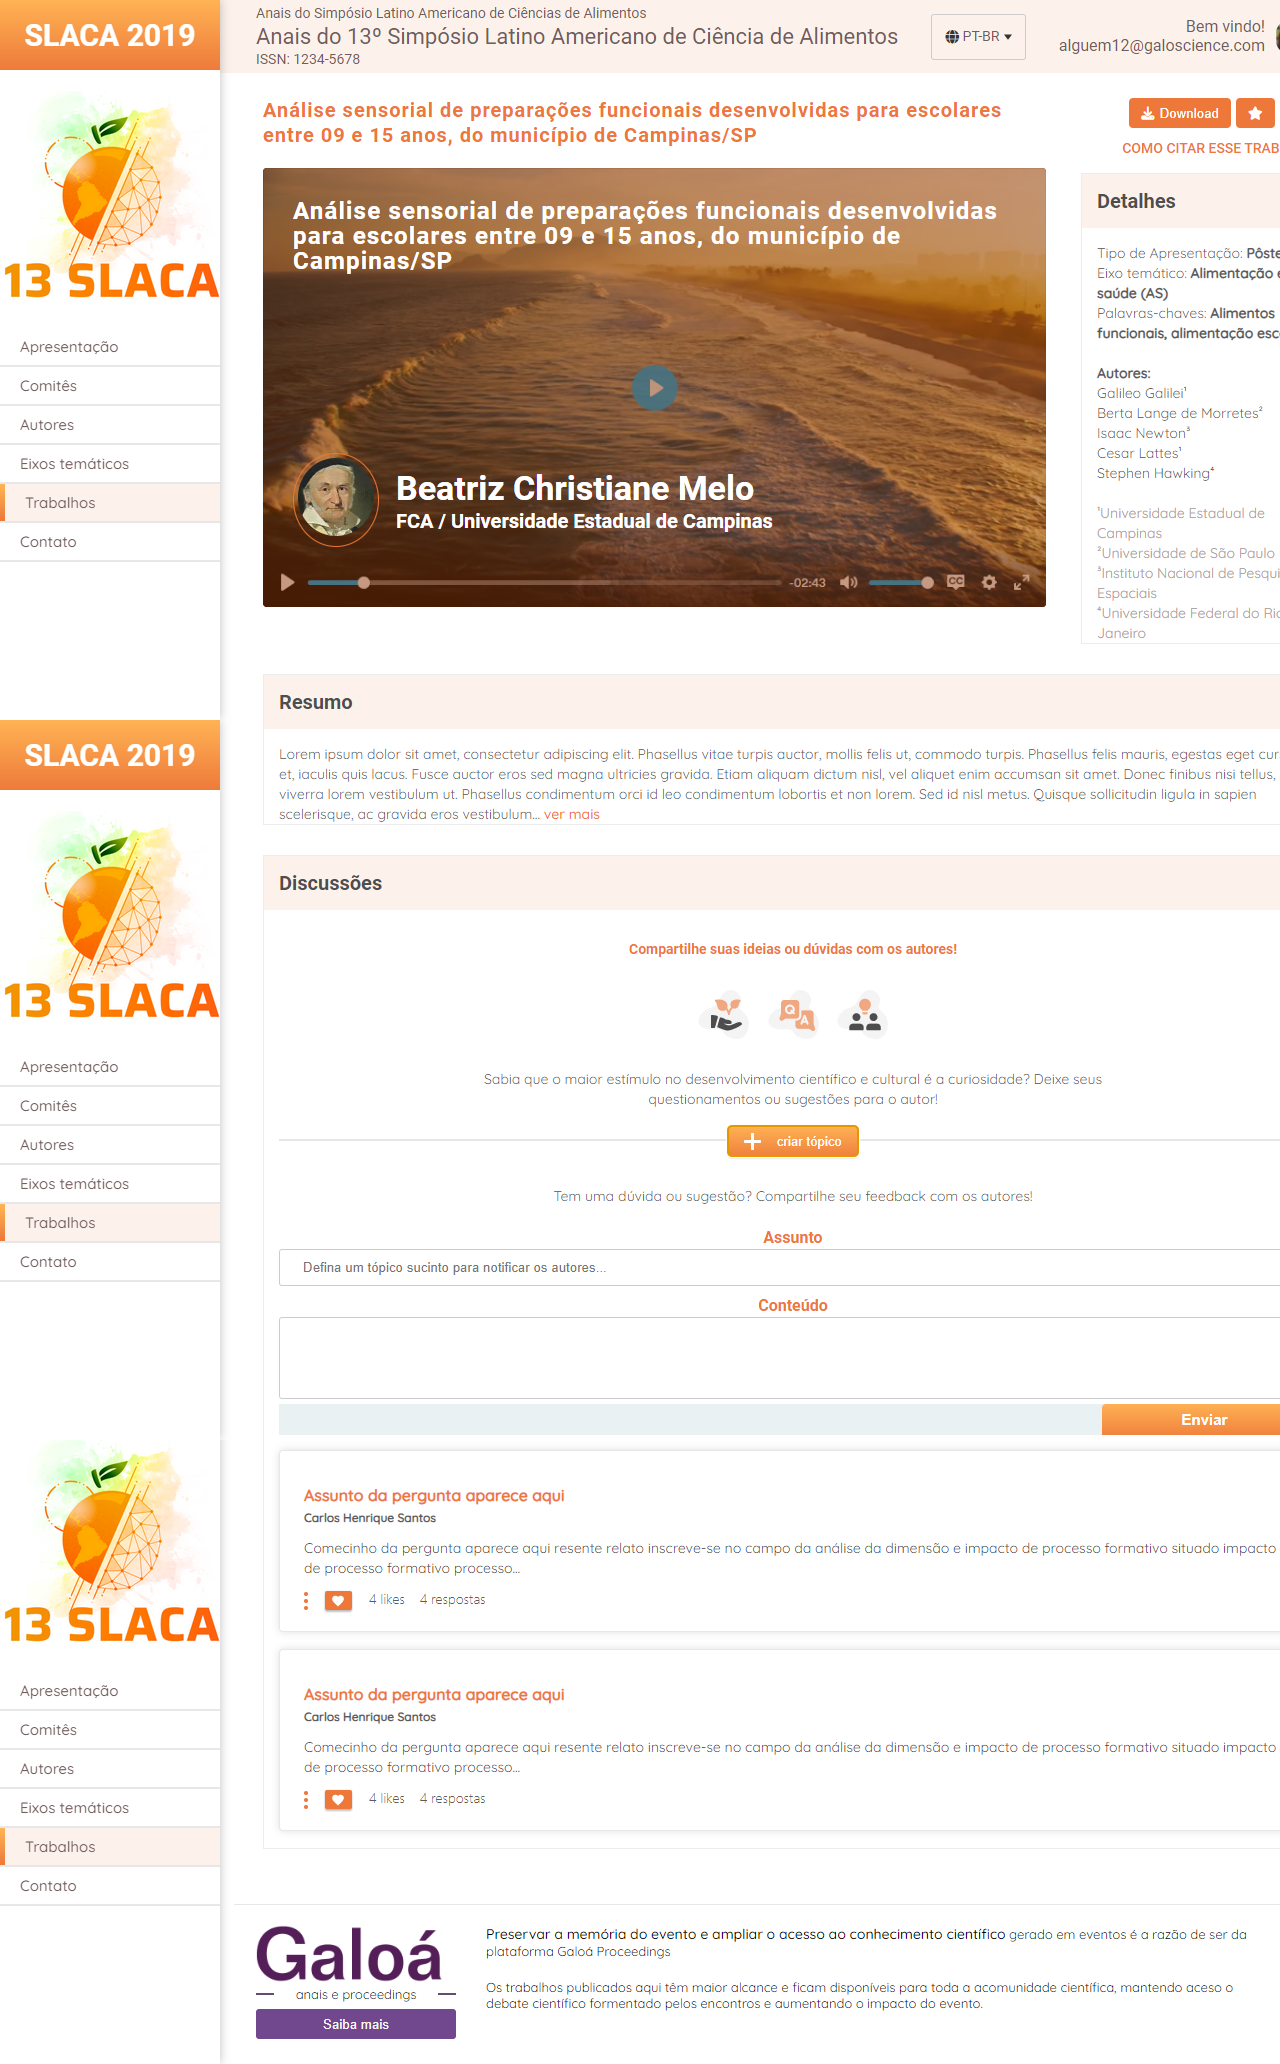 SLACA 2019
13 SLACA
Apresentação
Comitês
Autores
Eixos temáticos
Trabalhos
Contato
SLACA 2019
13 SLACA
Apresentação
Comitês
Autores
Eixos temáticos
Trabalhos
Contato
13 SLACA
Apresentação
Comitês
Autores
Eixos temáticos
Trabalhos
Contato
Anais do Simpósio Latino Americano de Ciências de Alimentos
Anais do 13º Simpósio Latino Americano de Ciência de Alimentos
ISSN: 1234-5678
PT-BR
Bem vindo!
alguem12@galoscience.com
Análise sensorial de preparações funcionais desenvolvidas para escolares
entre 09 e 15 anos, do município de Campinas/SP
Download
COMO CITAR ESSE TRAB
Análise sensorial de preparações funcionais desenvolvidas
para escolares entre 09 e 15 anos, do município de
Campinas/SP
Beatriz Christiane Melo
FCA / Universidade Estadual de Campinas
-02:43
CC
Detalhes
Tipo de Apresentação: Pôste
Eixo temático: Alimentação e
saúde (AS)
Palavras-chaves: Alimentos
funcionais, alimentação esc
Autores:
Galileo Galilei¹
Berta Lange de Morretes²
Isaac Newton³
Cesar Lattes¹
Stephen Hawking⁴
¹Universidade Estadual de
Campinas
²Universidade de São Paulo
³Instituto Nacional de Pesqui
Espaciais
⁴Universidade Federal do Rio
Janeiro
Resumo
Lorem ipsum dolor sit amet, consectetur adipiscing elit. Phasellus vitae turpis auctor, mollis felis ut, commodo turpis. Phasellus felis mauris, egestas eget cur
et, iaculis quis lacus. Fusce auctor eros sed magna ultricies gravida. Etiam aliquam dictum nisl, vel aliquet enim accumsan sit amet. Donec finibus nisi tellus,
viverra lorem vestibulum ut. Phasellus condimentum orci id leo condimentum lobortis et non lorem. Sed id nisl metus. Quisque sollicitudin ligula in sapien
scelerisque, ac gravida eros vestibulum... ver mais
Discussões
Compartilhe suas ideias ou dúvidas com os autores!
Q A
Sabia que o maior estímulo no desenvolvimento científico e cultural é a curiosidade? Deixe seus
questionamentos ou sugestões para o autor!
criar tópico
Tem uma dúvida ou sugestão? Compartilhe seu feedback com os autores!
Assunto
Defina um tópico sucinto para notificar os autores...
Conteúdo
Enviar
Assunto da pergunta aparece aqui
Carlos Henrique Santos
Comecinho da pergunta aparece aqui resente relato inscreve-se no campo da análise da dimensão e impacto de processo formativo situado impacto
de processo formativo processo...
4 likes 4 respostas
Assunto da pergunta aparece aqui
Carlos Henrique Santos
Comecinho da pergunta aparece aqui resente relato inscreve-se no campo da análise da dimensão e impacto de processo formativo situado impacto
de processo formativo processo...
4 likes 4 respostas
Galoá
anais e proceedings
Saiba mais
Preservar a memória do evento e ampliar o acesso ao conhecimento científico gerado em eventos é a razão de ser da
plataforma Galoá Proceedings
Os trabalhos publicados aqui têm maior alcance e ficam disponíveis para toda a acomunidade científica, mantendo aceso o
debate científico formentado pelos encontros e aumentando o impacto do evento.